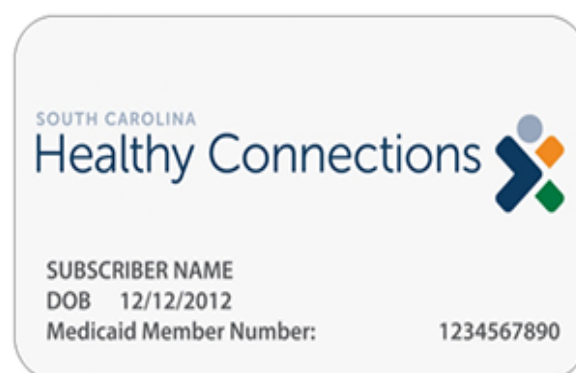 SOUTH CAROLINA
Healthy Connections
SUBSCRIBER NAME
DOB 12/12/2012
Medicaid Member Number: 1234567890